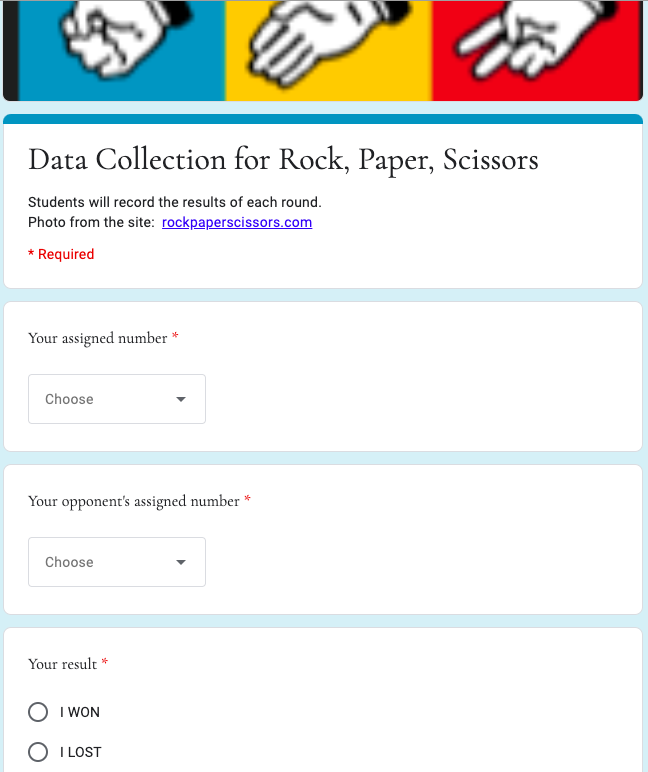 Data Collection for Rock, Paper, Scissors
Students will record the results of each round.
Photo from the site: rockpaperscissors.com
* Required
Your assigned number *
Choose
Your opponent's assigned number *
Choose
Your result *
I WON
I LOST